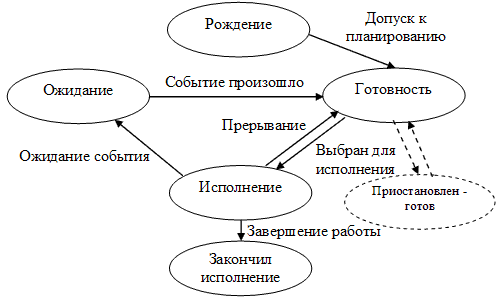 Рождение
Допуск к
планированию
Ожидание
Событие произошло
Готовность
Прерывание
Ожидание события
Выбран для
исполнения
Исполнение
Приостановлен -
готов
Завершение работы
Закончил
исполнение